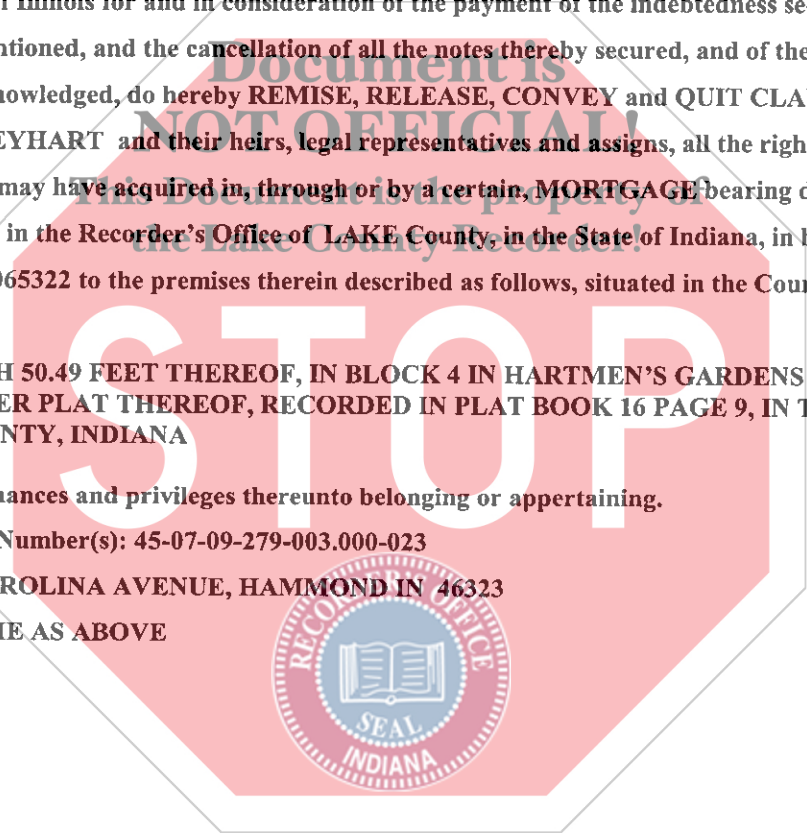 Illinois for and in consideration of the payment of the indebtedness se
ntioned, and the cancellation of all the notes thereby secured, and of the
nowledged, do hereby REMISE, RELEASE, CONVEY and QUIT CLA
EYHART and their heirs, legal representatives and assigns, all the righ
may have acquired in, through or by a certain, MORTGAGE bearing d
in the Recorder's Office of LAKE County, in the State of Indiana, in b
065322 to the premises therein described as follows, situated in the Cou
H 50.49 FEET THEREOF, IN BLOCK 4 IN HARTMEN'S GARDENS
ER PLAT THEREOF, RECORDED IN PLAT BOOK 16 PAGE 9, IN T
NTY, INDIANA
nances and privileges thereunto belonging or appertaining.
Number(s): 45-07-09-279-003.000-023
ROLINA AVENUE, HAMMOND IN 46323
IE AS ABOVE
Document is
NOT OFFICIAL!
This Document is the property of
the Lake County Recorder!
STOP
RECORDER'S OFFICE
SEAL
INDIANA